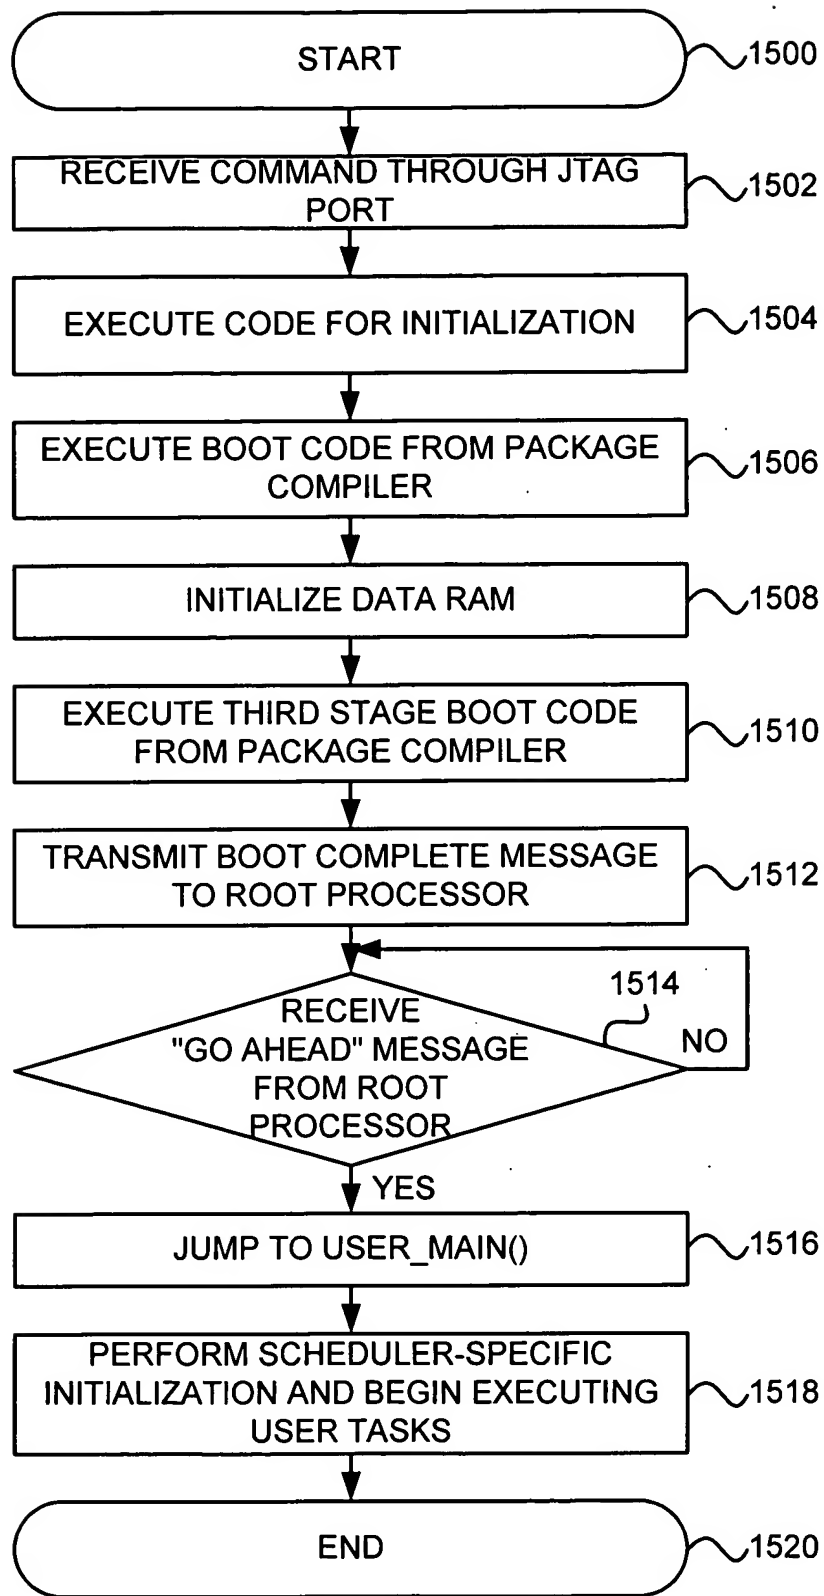 START
1500
RECEIVE COMMAND THROUGH JTAG
PORT
1502
EXECUTE CODE FOR INITIALIZATION
1504
EXECUTE BOOT CODE FROM PACKAGE
COMPILER
1506
INITIALIZE DATA RAM
1508
EXECUTE THIRD STAGE BOOT CODE
FROM PACKAGE COMPILER
1510
TRANSMIT BOOT COMPLETE MESSAGE
TO ROOT PROCESSOR
1512
1514
RECEIVE
"GO AHEAD" MESSAGE
FROM ROOT
PROCESSOR
NO
YES
JUMP TO USER_MAIN()
1516
PERFORM SCHEDULER-SPECIFIC
INITIALIZATION AND BEGIN EXECUTING
USER TASKS
1518
END
1520